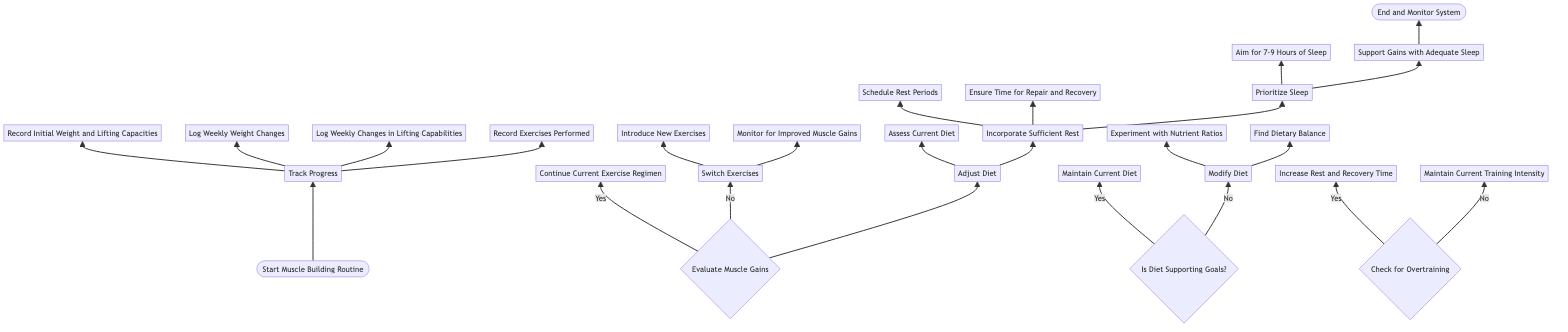 End and Monitor System
Aim for 7-9 Hours of Sleep
Support Gains with Adequate Sleep
Schedule Rest Periods
Ensure Time for Repair and Recovery
Prioritize Sleep
Record Initial Weight and Lifting Capacities
Log Weekly Weight Changes
Log Weekly Changes in Lifting Capabilities
Record Exercises Performed
Introduce New Exercises
Monitor for Improved Muscle Gains
Assess Current Diet
Incorporate Sufficient Rest
Experiment with Nutrient Ratios
Find Dietary Balance
Track Progress
Continue Current Exercise Regimen
Switch Exercises
Adjust Diet
Maintain Current Diet
Modify Diet
Increase Rest and Recovery Time
Maintain Current Training Intensity
Yes
No
Yes
No
Yes
No
Start Muscle Building Routine
Evaluate Muscle Gains
Is Diet Supporting Goals?
Check for Overtraining